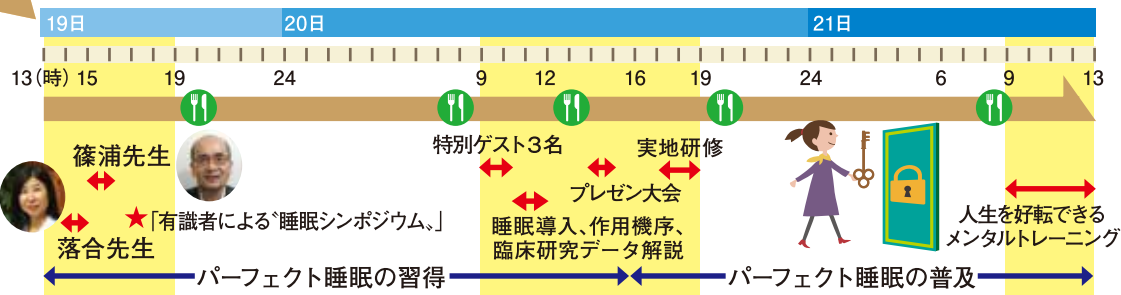 19日 20日 21日
13(時) 15 19 24 9 12 16 19 24 6 9 13
特別ゲスト3名
実地研修
篠浦先生
プレゼン大会
★「有識者による〝睡眠シンポジウム〟」
落合先生
睡眠導入、作用機序、
臨床研究データ解説
人生を好転できる
メンタルトレーニング
パーフェクト睡眠の習得
パーフェクト睡眠の普及